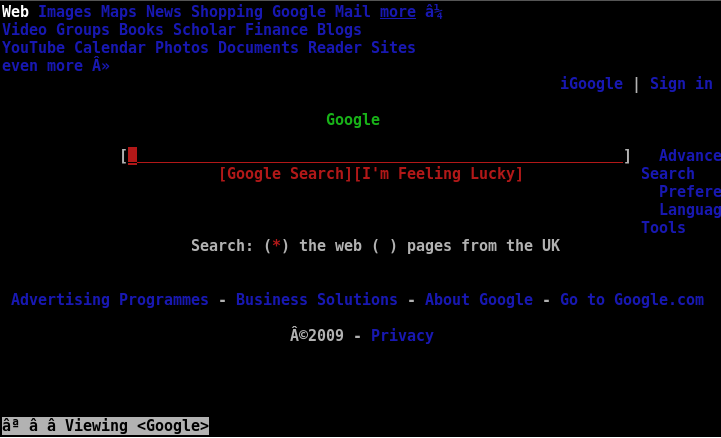 Web Images Maps News Shopping Google Mail more â¼
Video Groups Books Scholar Finance Blogs
YouTube Calendar Photos Documents Reader Sites
even more Â»
iGoogle | Sign in
Google
[ ] Advance
[Google Search][I'm Feeling Lucky] Search
Prefere
Languag
Tools
Search: (*) the web ( ) pages from the UK
Advertising Programmes - Business Solutions - About Google - Go to Google.com
Â©2009 - Privacy
âª â â Viewing <Google>